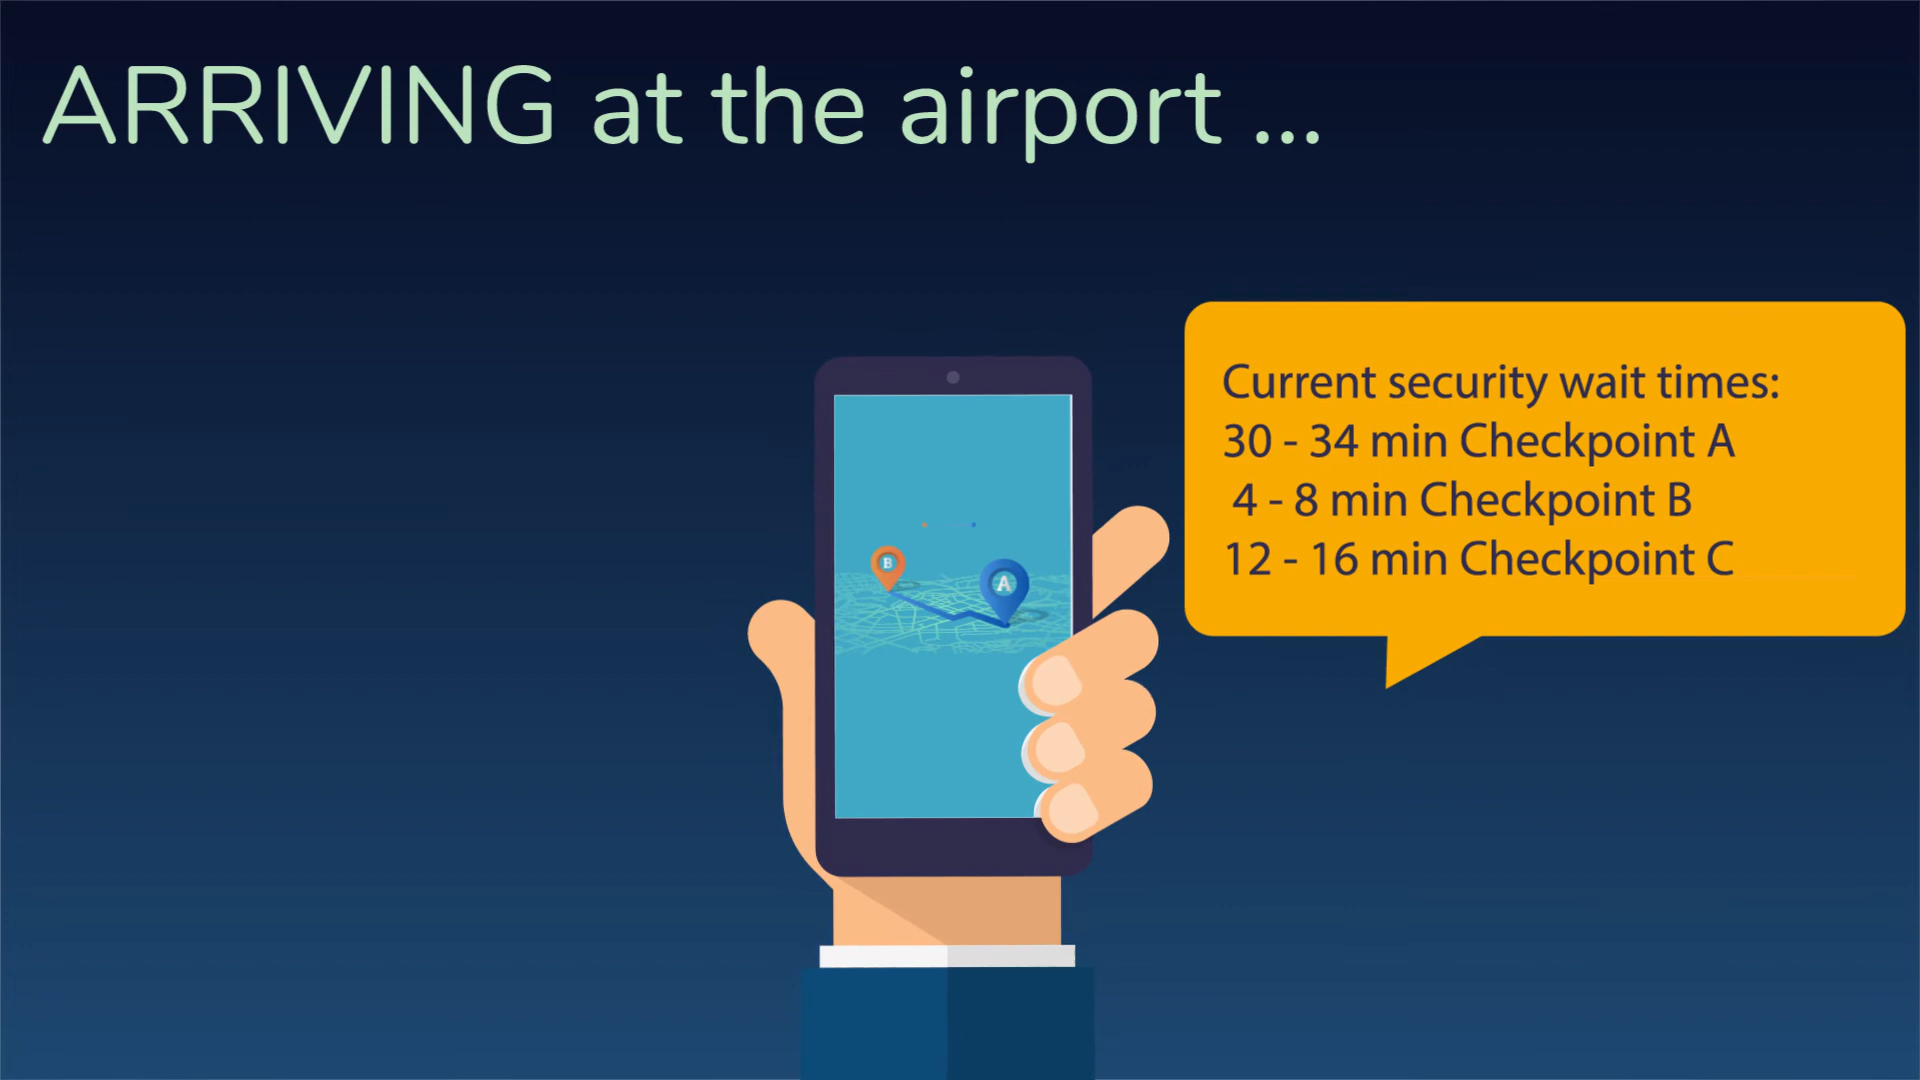 ARRIVING at the airport ...
Current security wait times:
30 - 34 min Checkpoint A
4 - 8 min Checkpoint B
12 - 16 min Checkpoint C
B
A